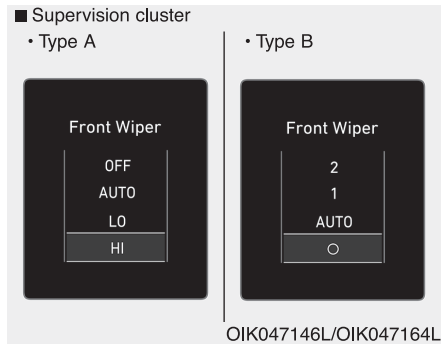 ■ Supervision cluster
• Type A
Front Wiper
OFF
AUTO
LO
HI
• Type B
Front Wiper
2
1
AUTO
O
OIK047146L/OIK047164L